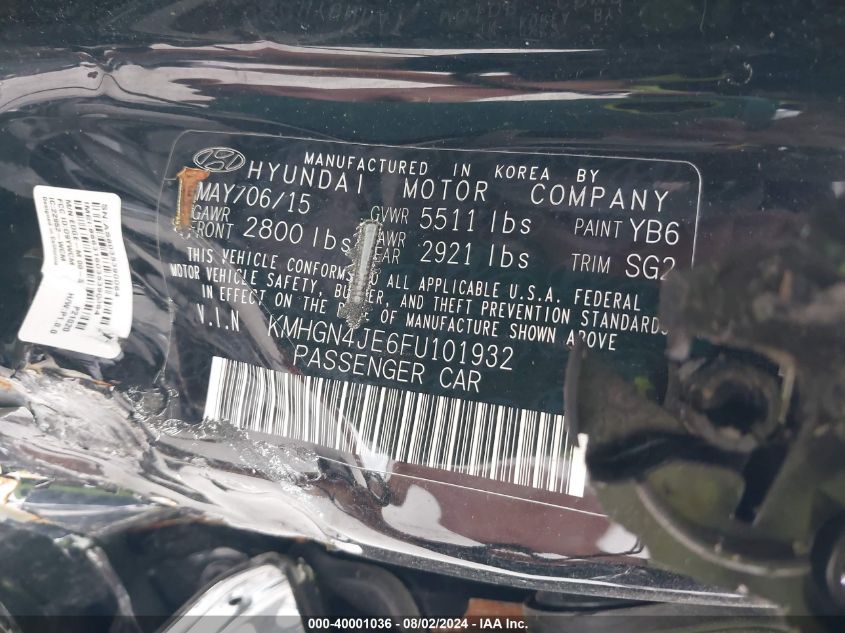 MANUFACTURED IN KOREA BY
HYUNDAI MOTOR COMPANY
MAY/06/15
GAWR FRONT 2800 lbs
GVWR 5511 lbs
PAINT YB6
2921 lbs
TRIM SG2
THIS VEHICLE CONFORMS TO ALL APPLICABLE U.S.A. FEDERAL
MOTOR VEHICLE SAFETY, AND THEFT PREVENTION STANDARDS
IN EFFECT ON THE OF MANUFACTURE SHOWN ABOVE
V.I.N KMHGN4JE6FU101932
PASSENGER CAR
000-40001036 - 08/02/2024 - IAA Inc.